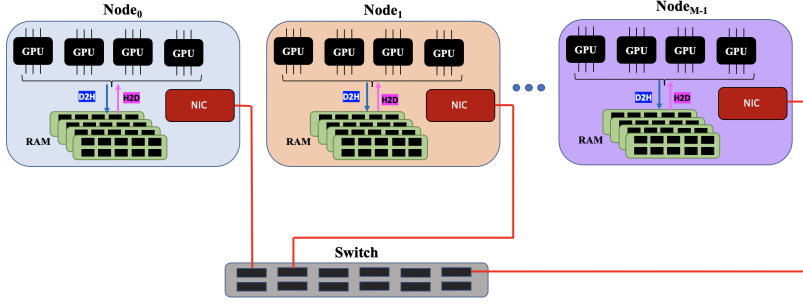 Node0
GPU GPU GPU GPU
D2H H2D
NIC
RAM
Node1
GPU GPU GPU GPU
D2H H2D
NIC
RAM
NodeM-1
GPU GPU GPU GPU
D2H H2D
NIC
RAM
Switch